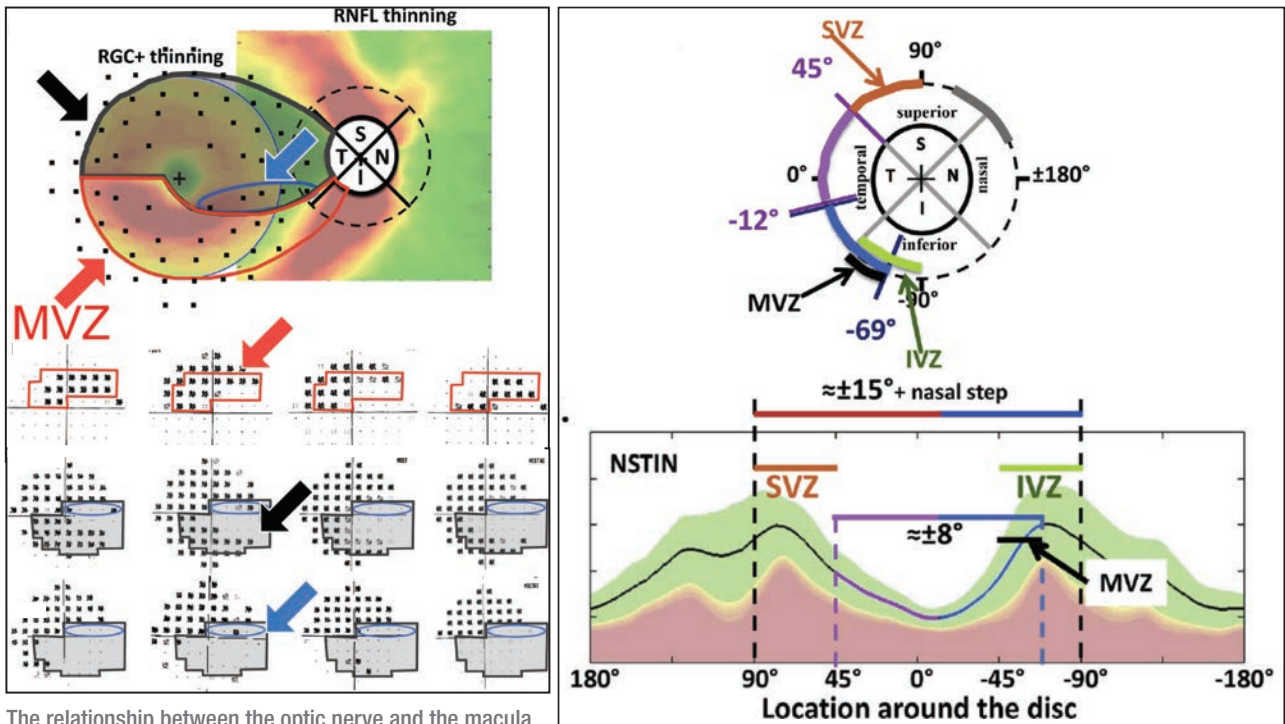 RNFL thinning
RGC+ thinning
S
T N
I
MVZ
The relationship between the optic nerve and the macula
SVZ
90°
45°
superior
S
0°
temporal
T N
nasal
±180°
I
-12°
inferior
MVZ
-90°
-69°
IVZ
≈±15° + nasal step
NSTIN
SVZ
IVZ
≈±8°
MVZ
180° 90° 45° 0° -45° -90° -180°
Location around the disc